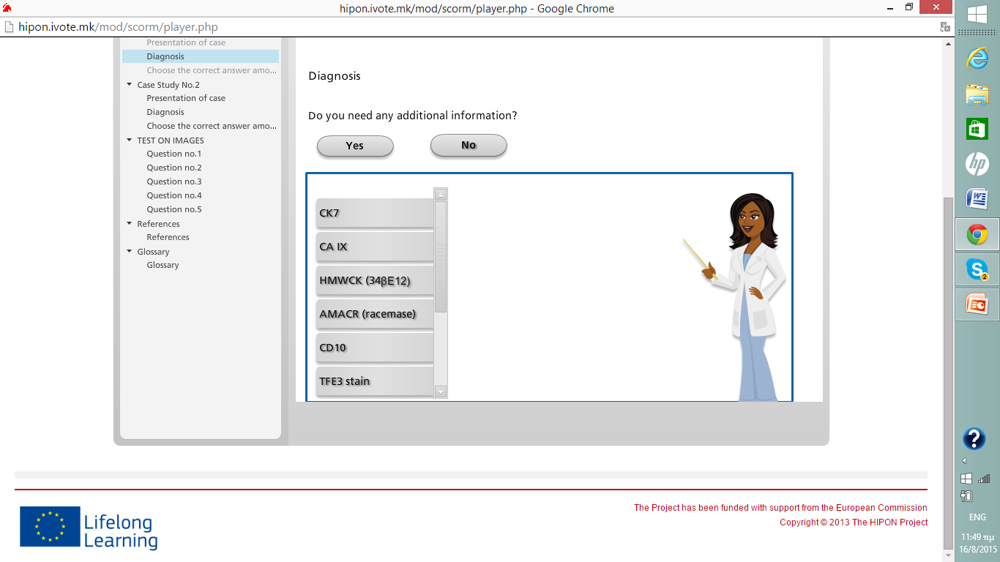 hipon.ivote.mk/mod/scorm/player.php - Google Chrome
hipon.ivote.mk/mod/scorm/player.php
Presentation of case
Diagnosis
Choose the correct answer amo...
Case Study No.2
Presentation of case
Diagnosis
Choose the correct answer amo...
TEST ON IMAGES
Question no.1
Question no.2
Question no.3
Question no.4
Question no.5
References
References
Glossary
Glossary
Diagnosis
Do you need any additional information?
Yes
No
CK7
CA IX
HMWCK (34βE12)
AMACR (racemase)
CD10
TFE3 stain
The Project has been funded with support from the European Commission
Copyright © 2013 The HIPON Project
Lifelong
Learning
hp
W
S
2
P
?
ENG
11:49 πμ
16/8/2015